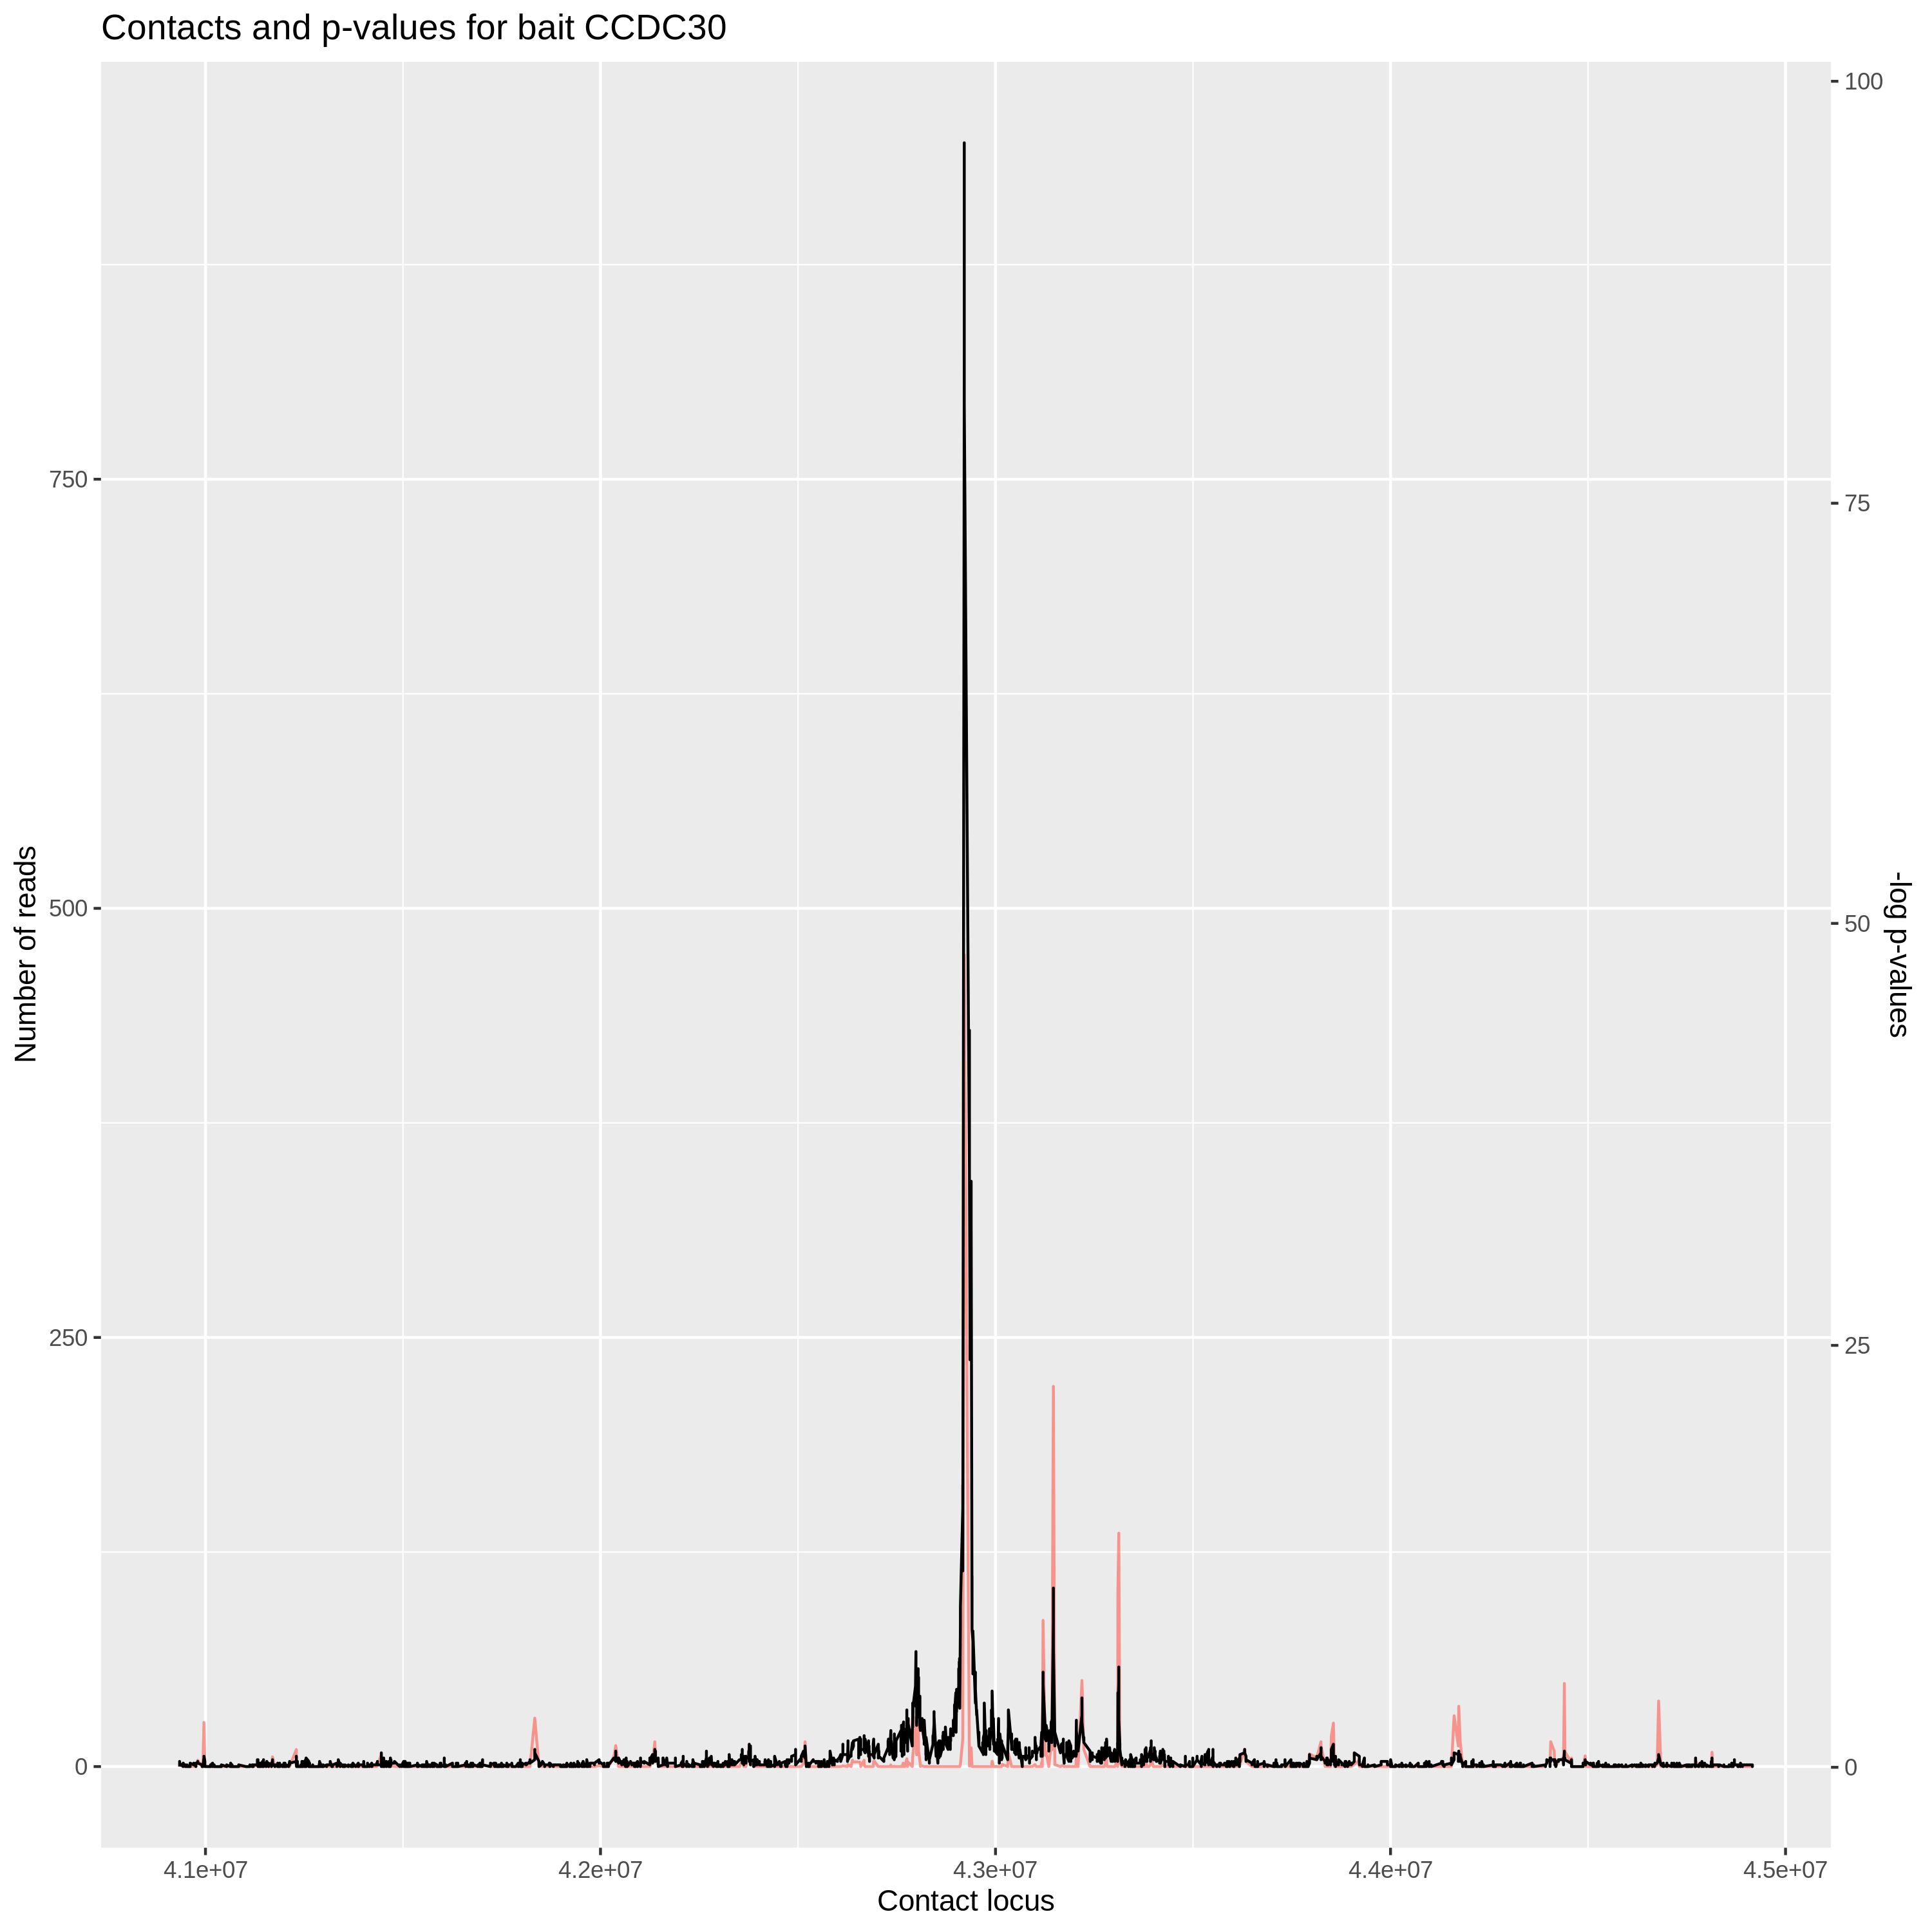 Contacts and p-values for bait CCDC30
Number of reads
750
500
250
0
100
75
50
25
0
-log p-values
4.1e+07
4.2e+07
4.3e+07
4.4e+07
4.5e+07
Contact locus